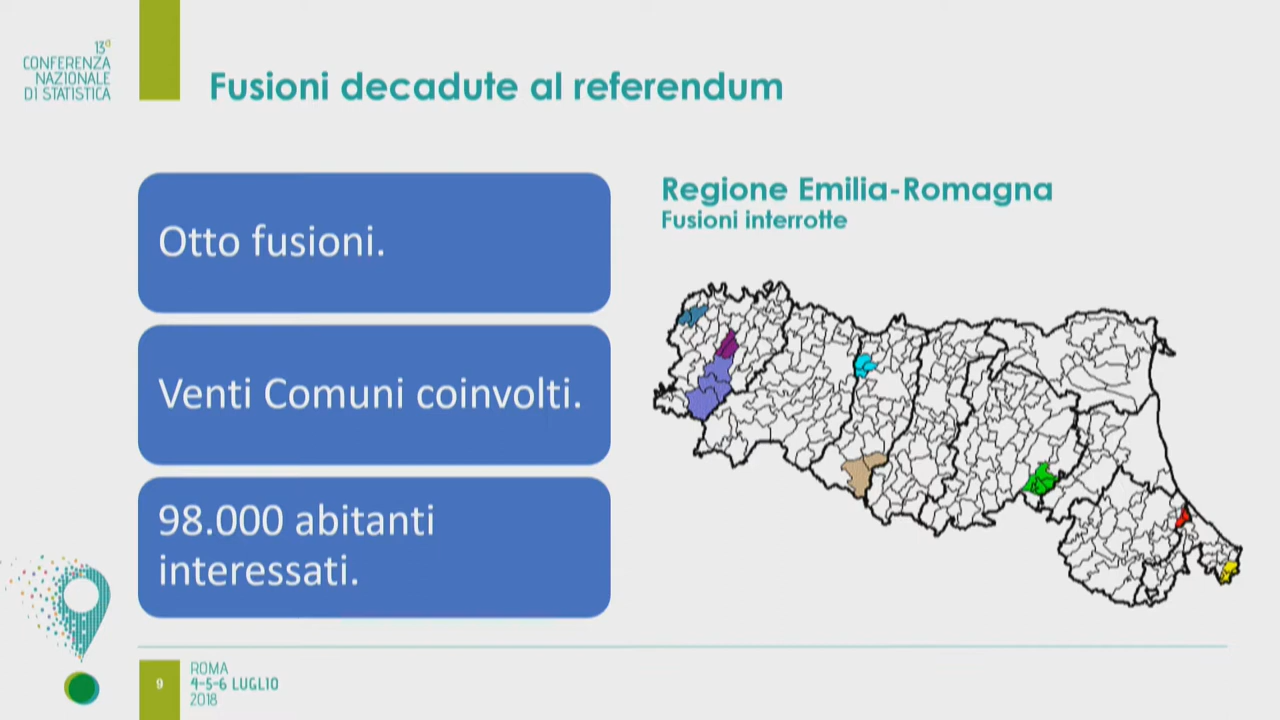 13ª
CONFERENZA
NAZIONALE
DI STATISTICA
Fusioni decadute al referendum
Otto fusioni.
Venti Comuni coinvolti.
98.000 abitanti
interessati.
Regione Emilia-Romagna
Fusioni interrotte
9
ROMA
4-5-6 LUGLIO
2018